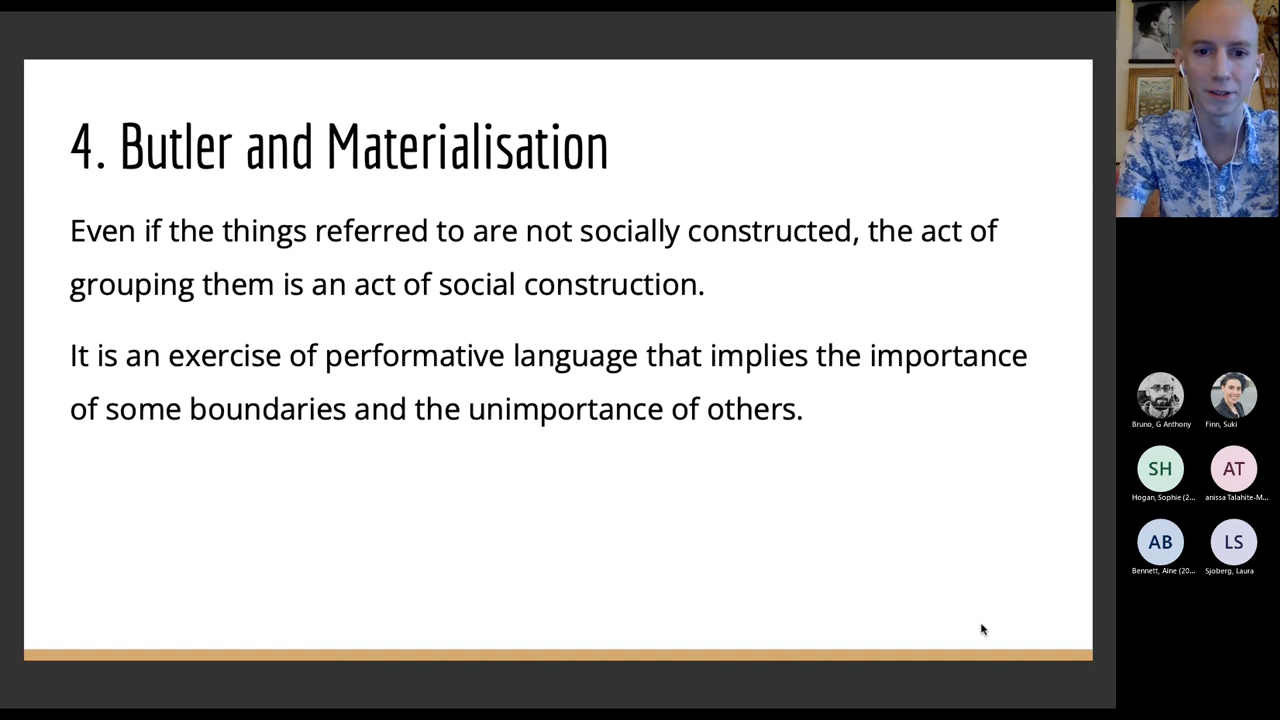 4. Butler and Materialisation
Even if the things referred to are not socially constructed, the act of
grouping them is an act of social construction.
It is an exercise of performative language that implies the importance
of some boundaries and the unimportance of others.
Bruno, G Anthony
Finn, Suki
SH
AT
Hogan, Sophie (2...
anissa Talahite-M...
AB
LS
Bennett, Aine (20...
Sjoberg, Laura